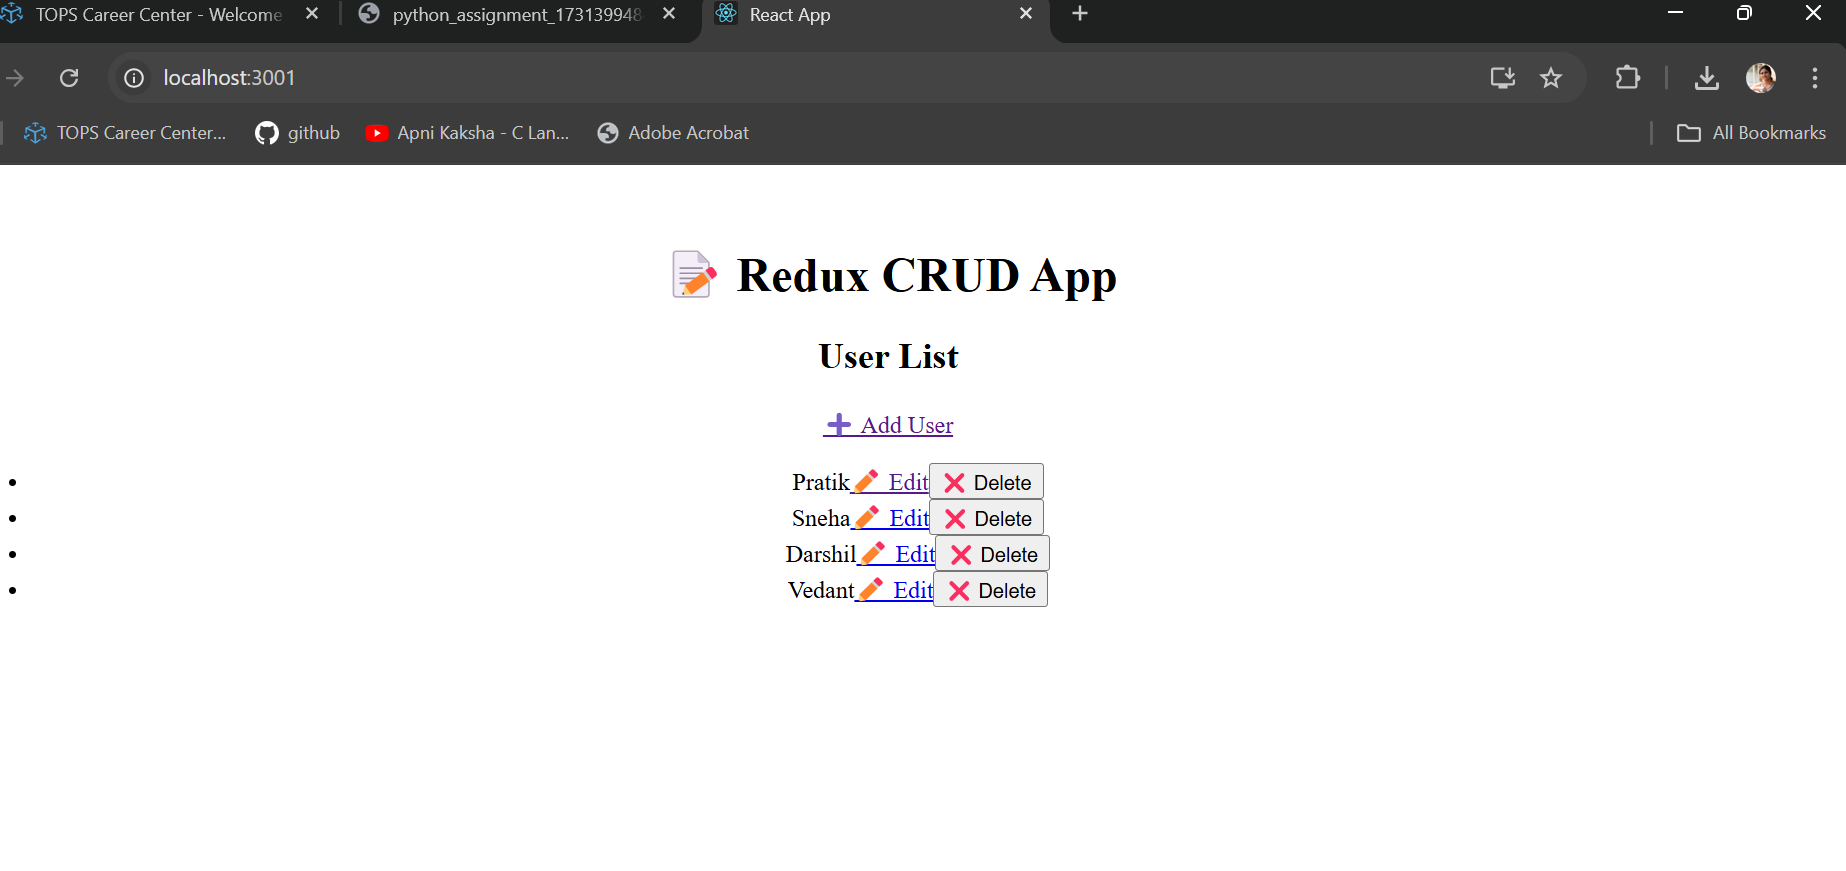 TOPS Career Center - Welcome
python_assignment_173139948
React App
localhost:3001
TOPS Career Center...
github
Apni Kaksha - C Lan...
Adobe Acrobat
All Bookmarks
Redux CRUD App
User List
Add User
Pratik Edit Delete
Sneha Edit Delete
Darshil Edit Delete
Vedant Edit Delete